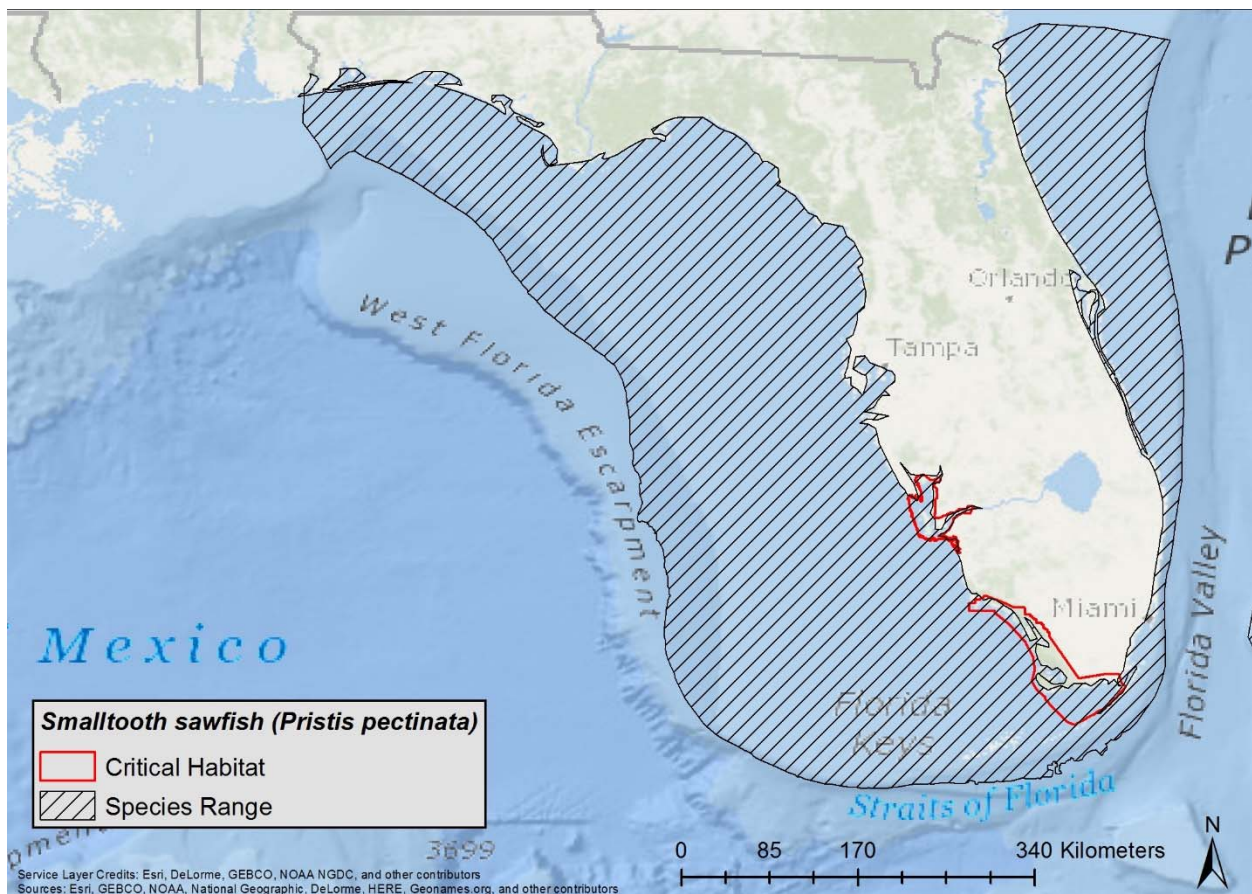 Orlando
West Florida Escarpment
Tampa
P
Miami
Florida Valley
Mexico
Florida
Keys
Straits of Florida
Smalltooth sawfish (Pristis pectinata)
Critical Habitat
Species Range
3699
N
0 85 170 340 Kilometers
Service Layer Credits: Esri, DeLorme, GEBCO, NOAA NGDC, and other contributors
Sources: Esri, GEBCO, NOAA, National Geographic, DeLorme, HERE, Geonames.org, and other contributors